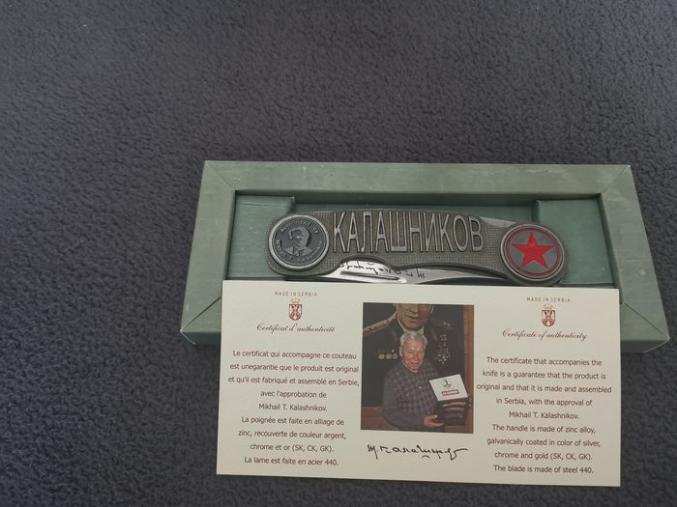 КАЛАШНИКОВ
MADE IN SERBIA
Certificat d'authenticité
Le certificat qui accompagne ce couteau
est unegarantie que le produit est original
et qu'il est fabriqué et assemblé en Serbie,
avec l'approbation de
Mikhail T. Kalashnikov.
La poignée est faite en alliage de
zinc, recouverte de couleur argent,
chrome et or (SK, CK, GK).
La lame est faite en acier 440.
MADE IN SERBIA
Certificate of authenticity
The certificate that accompanies the
knife is a guarantee that the product is
original and that it is made and assembled
in Serbia, with the approval of
Mikhail T. Kalashnikov.
The handle is made of zinc alloy,
galvanically coated in color of silver,
chrome and gold (SK, CK, GK).
The blade is made of steel 440.